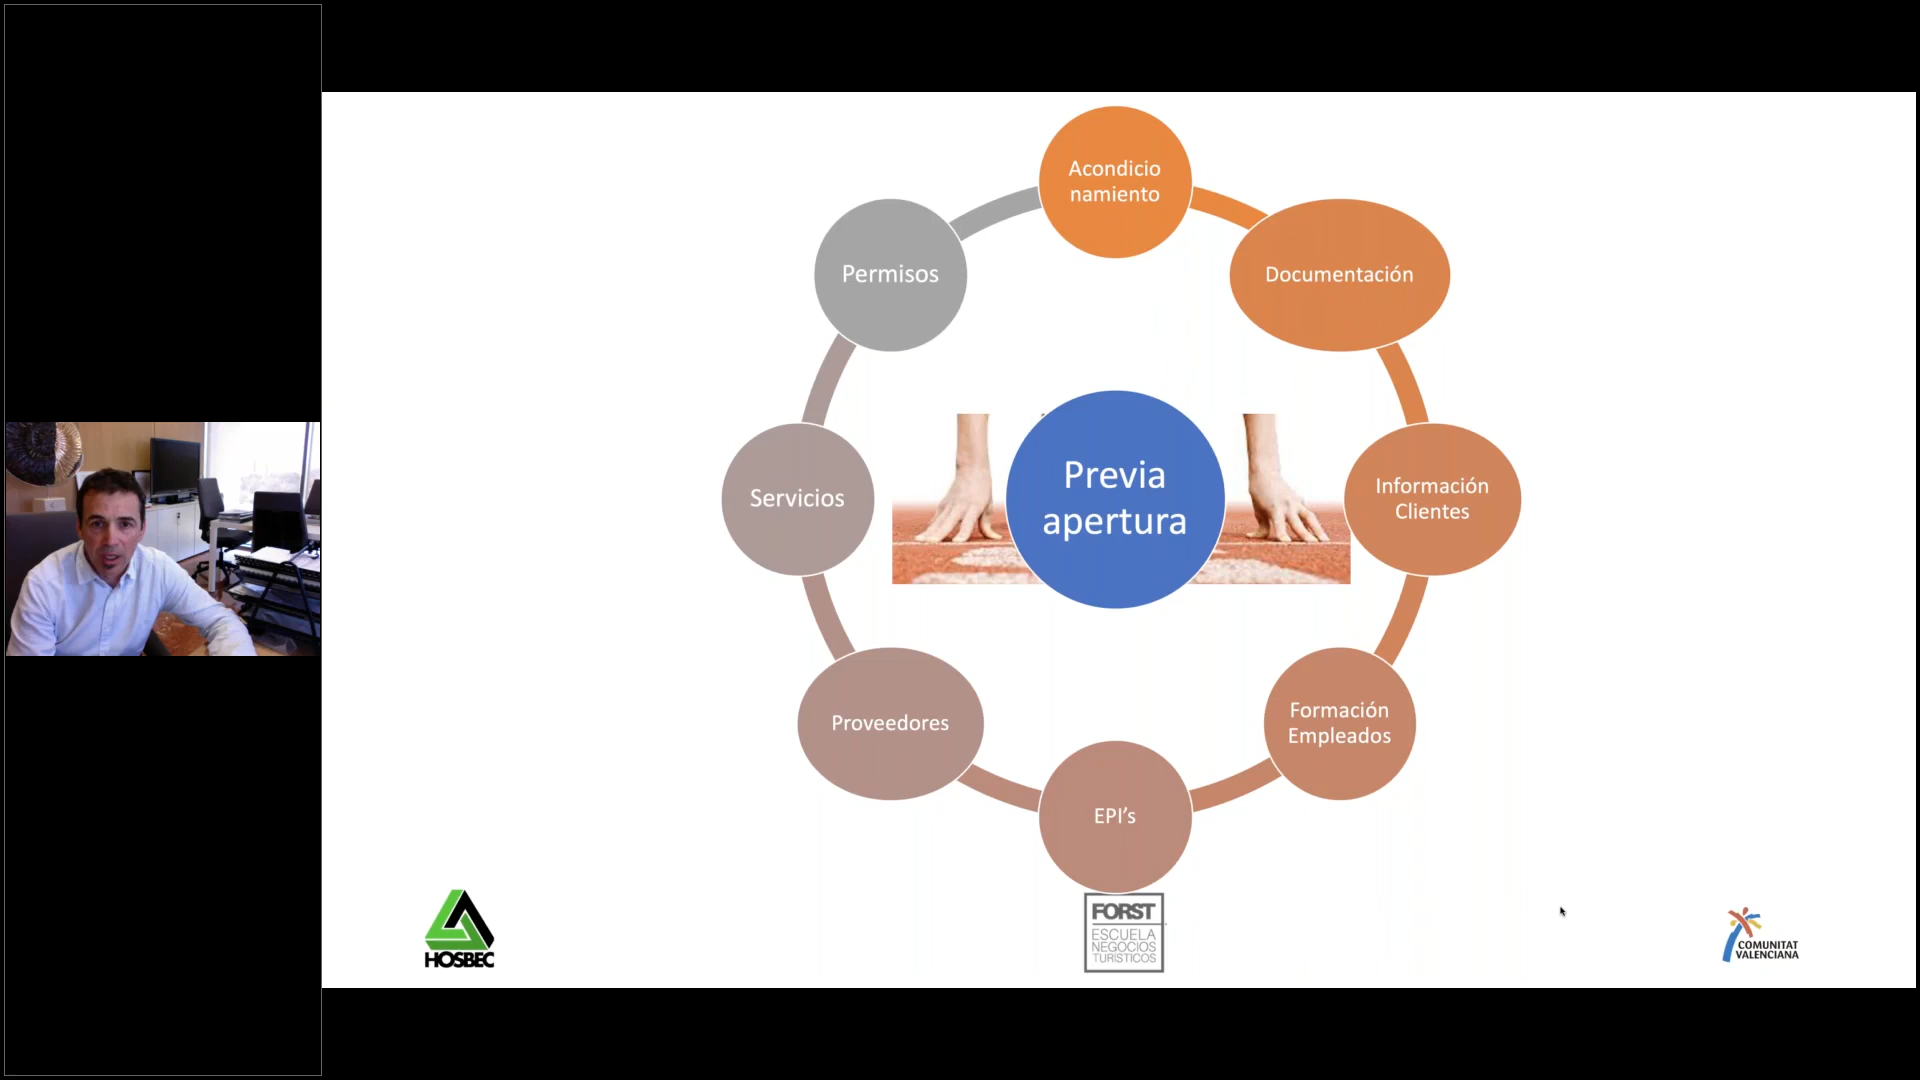 Acondicio
namiento
Permisos
Documentación
Previa
apertura
Servicios
Información
Clientes
Proveedores
Formación
Empleados
EPI’s
HOSBEC
FORST
ESCUELA
NEGOCIOS
TURÍSTICOS
COMUNITAT
VALENCIANA